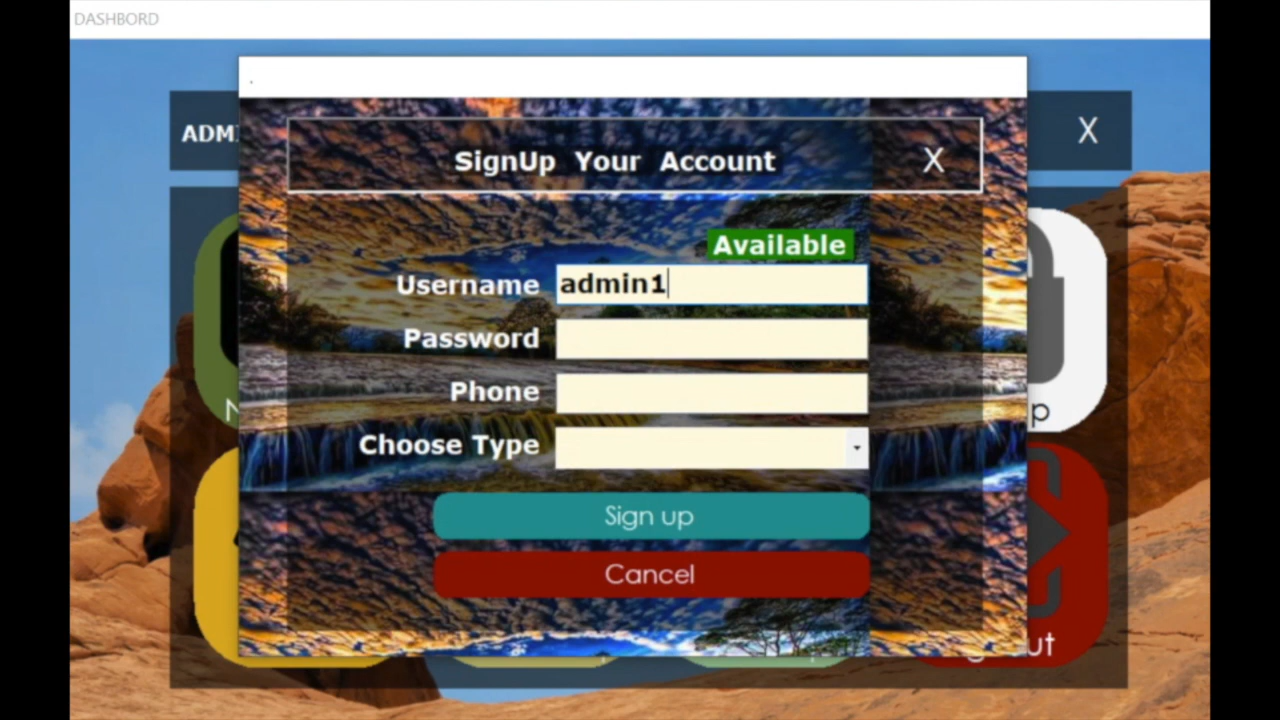 DASHBORD
.
X
SignUp Your Account
X
Available
Username
admin1
Password
Phone
Choose Type
Sign up
Cancel